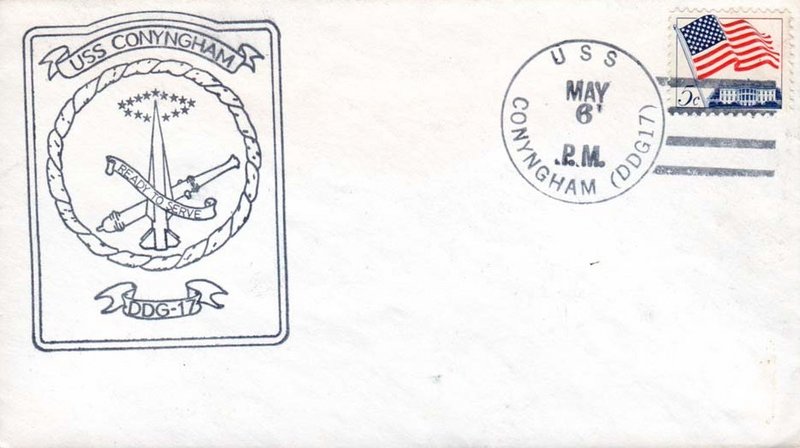 USS CONYNGHAM
READY TO SERVE
DDG-17
USS
MAY
6
P.M.
CONYNGHAM (DDG17)
5c